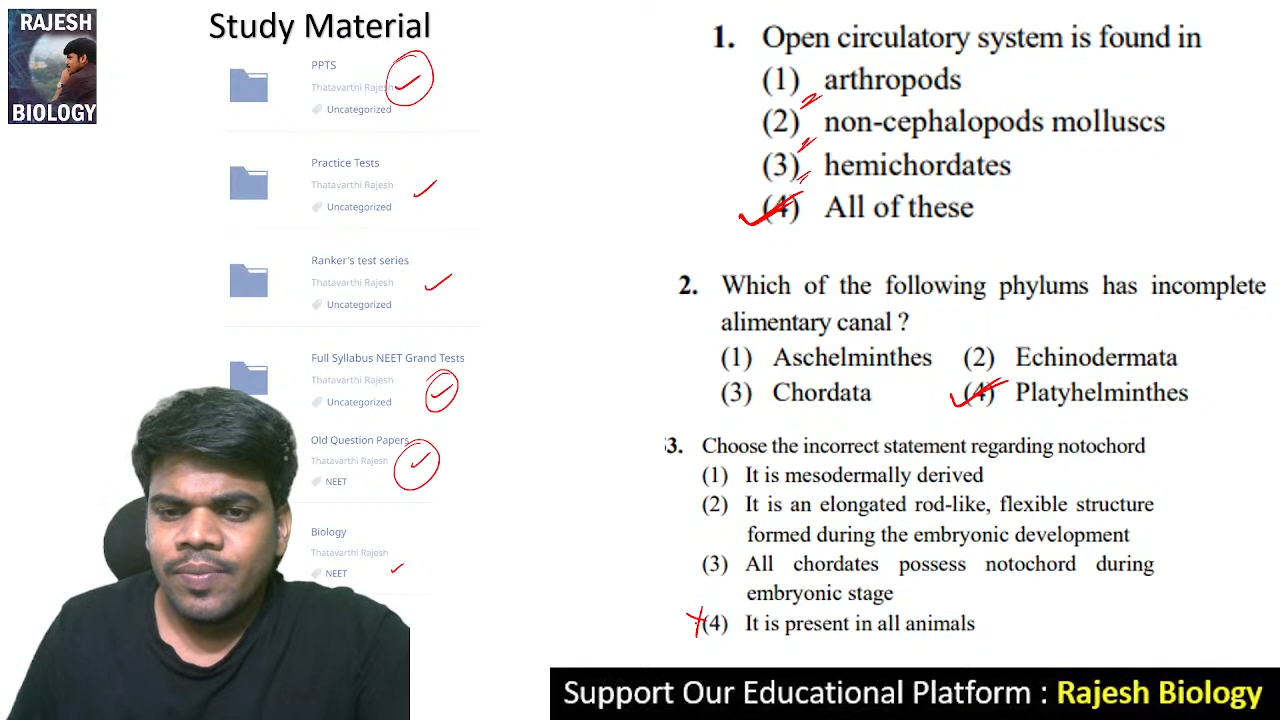 RAJESH
BIOLOGY
Study Material
PPTS
Thatavarthi Rajesh
Uncategorized
Practice Tests
Thatavarthi Rajesh
Uncategorized
Ranker's test series
Thatavarthi Rajesh
Uncategorized
Full Syllabus NEET Grand Tests
Thatavarthi Rajesh
Uncategorized
Old Question Papers
Thatavarthi Rajesh
NEET
Biology
Thatavarthi Rajesh
NEET
1. Open circulatory system is found in
(1) arthropods
(2) non-cephalopods molluscs
(3) hemichordates
(4) All of these
2. Which of the following phylums has incomplete
alimentary canal ?
(1) Aschelminthes (2) Echinodermata
(3) Chordata (4) Platyhelminthes
3. Choose the incorrect statement regarding notochord
(1) It is mesodermally derived
(2) It is an elongated rod-like, flexible structure
formed during the embryonic development
(3) All chordates possess notochord during
embryonic stage
(4) It is present in all animals
Support Our Educational Platform : Rajesh Biology